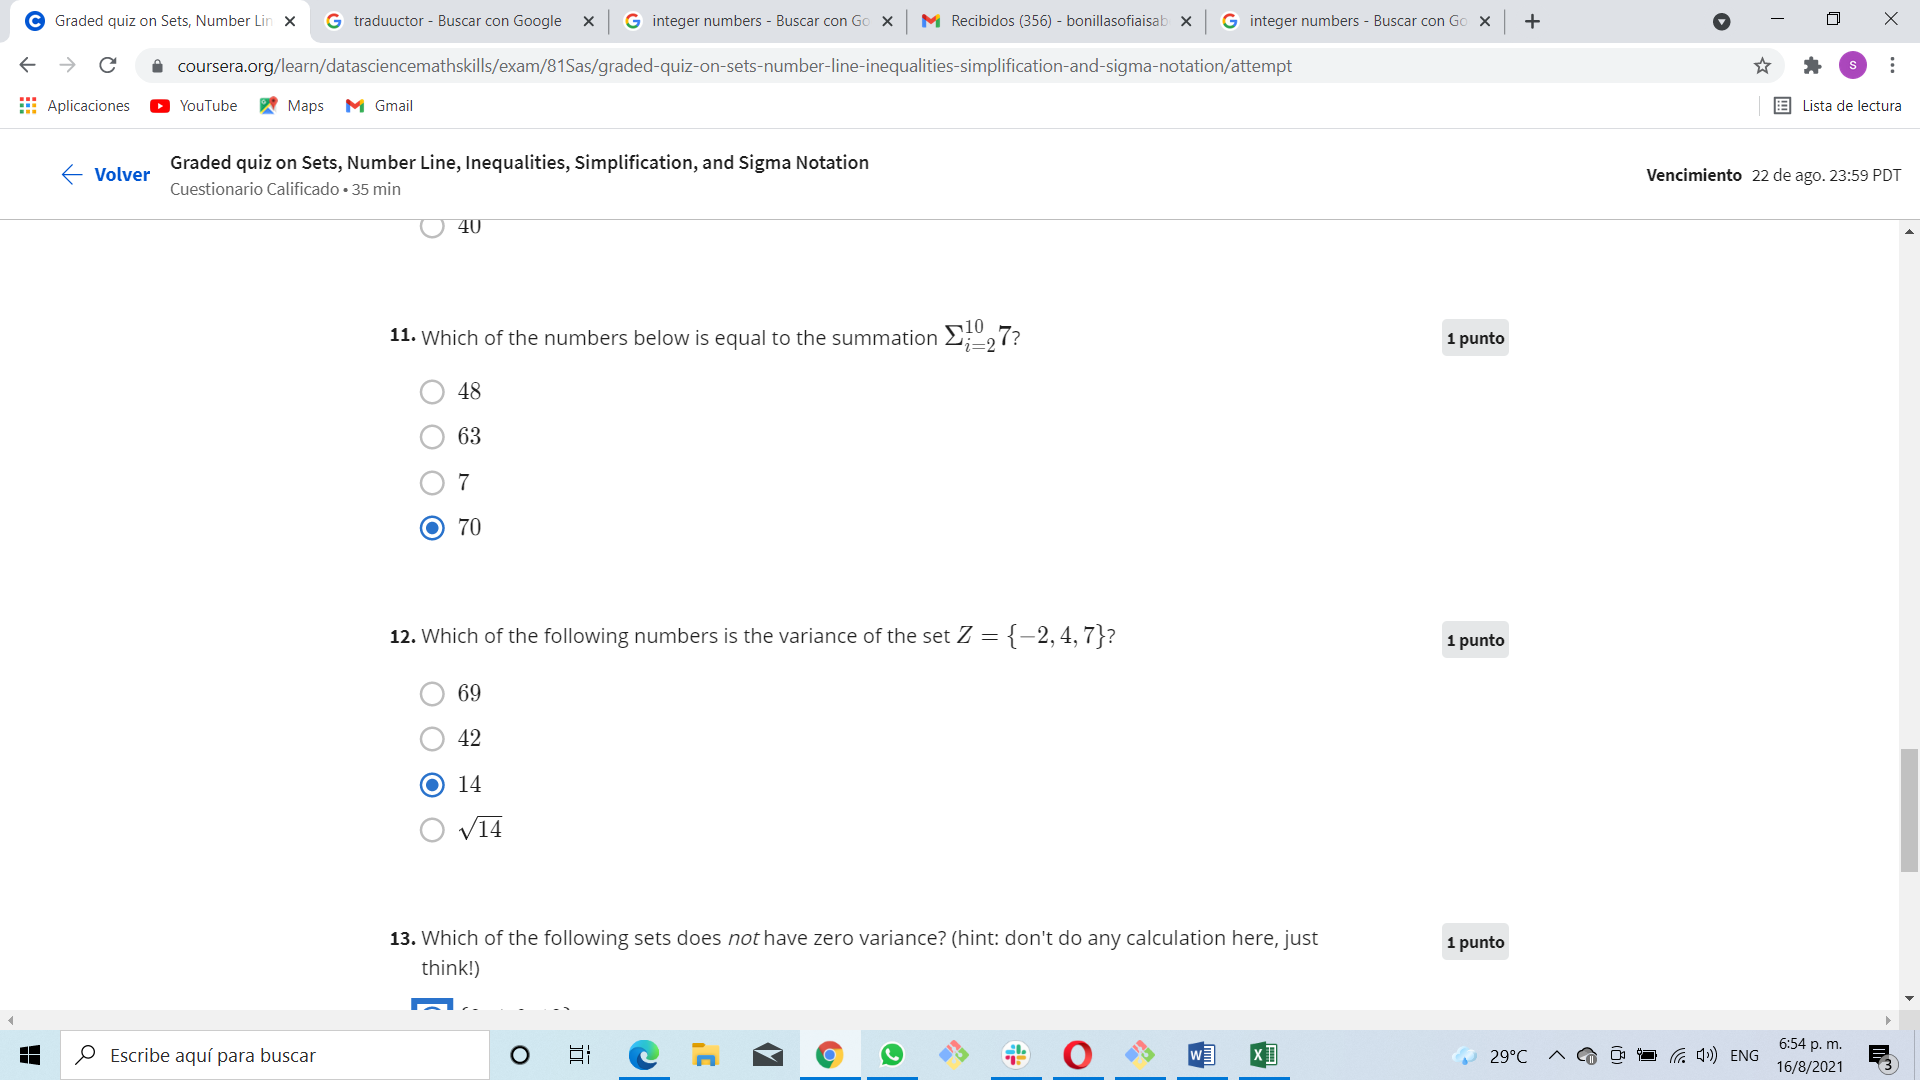 Graded quiz on Sets, Number Lin
traduuctor - Buscar con Google
integer numbers - Buscar con Go
Recibidos (356) - bonillasofiaisab
integer numbers - Buscar con Go
coursera.org/learn/datasciencemathskills/exam/81Sas/graded-quiz-on-sets-number-line-inequalities-simplification-and-sigma-notation/attempt
S
Aplicaciones YouTube Maps Gmail Lista de lectura
Volver
Graded quiz on Sets, Number Line, Inequalities, Simplification, and Sigma Notation
Cuestionario Calificado • 35 min
Vencimiento 22 de ago. 23:59 PDT
40
11. Which of the numbers below is equal to the summation $\Sigma_{i=2}^{10} 7$?
1 punto
48
63
7
70
12. Which of the following numbers is the variance of the set $Z = \{-2, 4, 7\}$?
1 punto
69
42
14
$\sqrt{14}$
13. Which of the following sets does not have zero variance? (hint: don't do any calculation here, just
think!)
1 punto
Escribe aquí para buscar
29°C
ENG
6:54 p. m.
16/8/2021
3